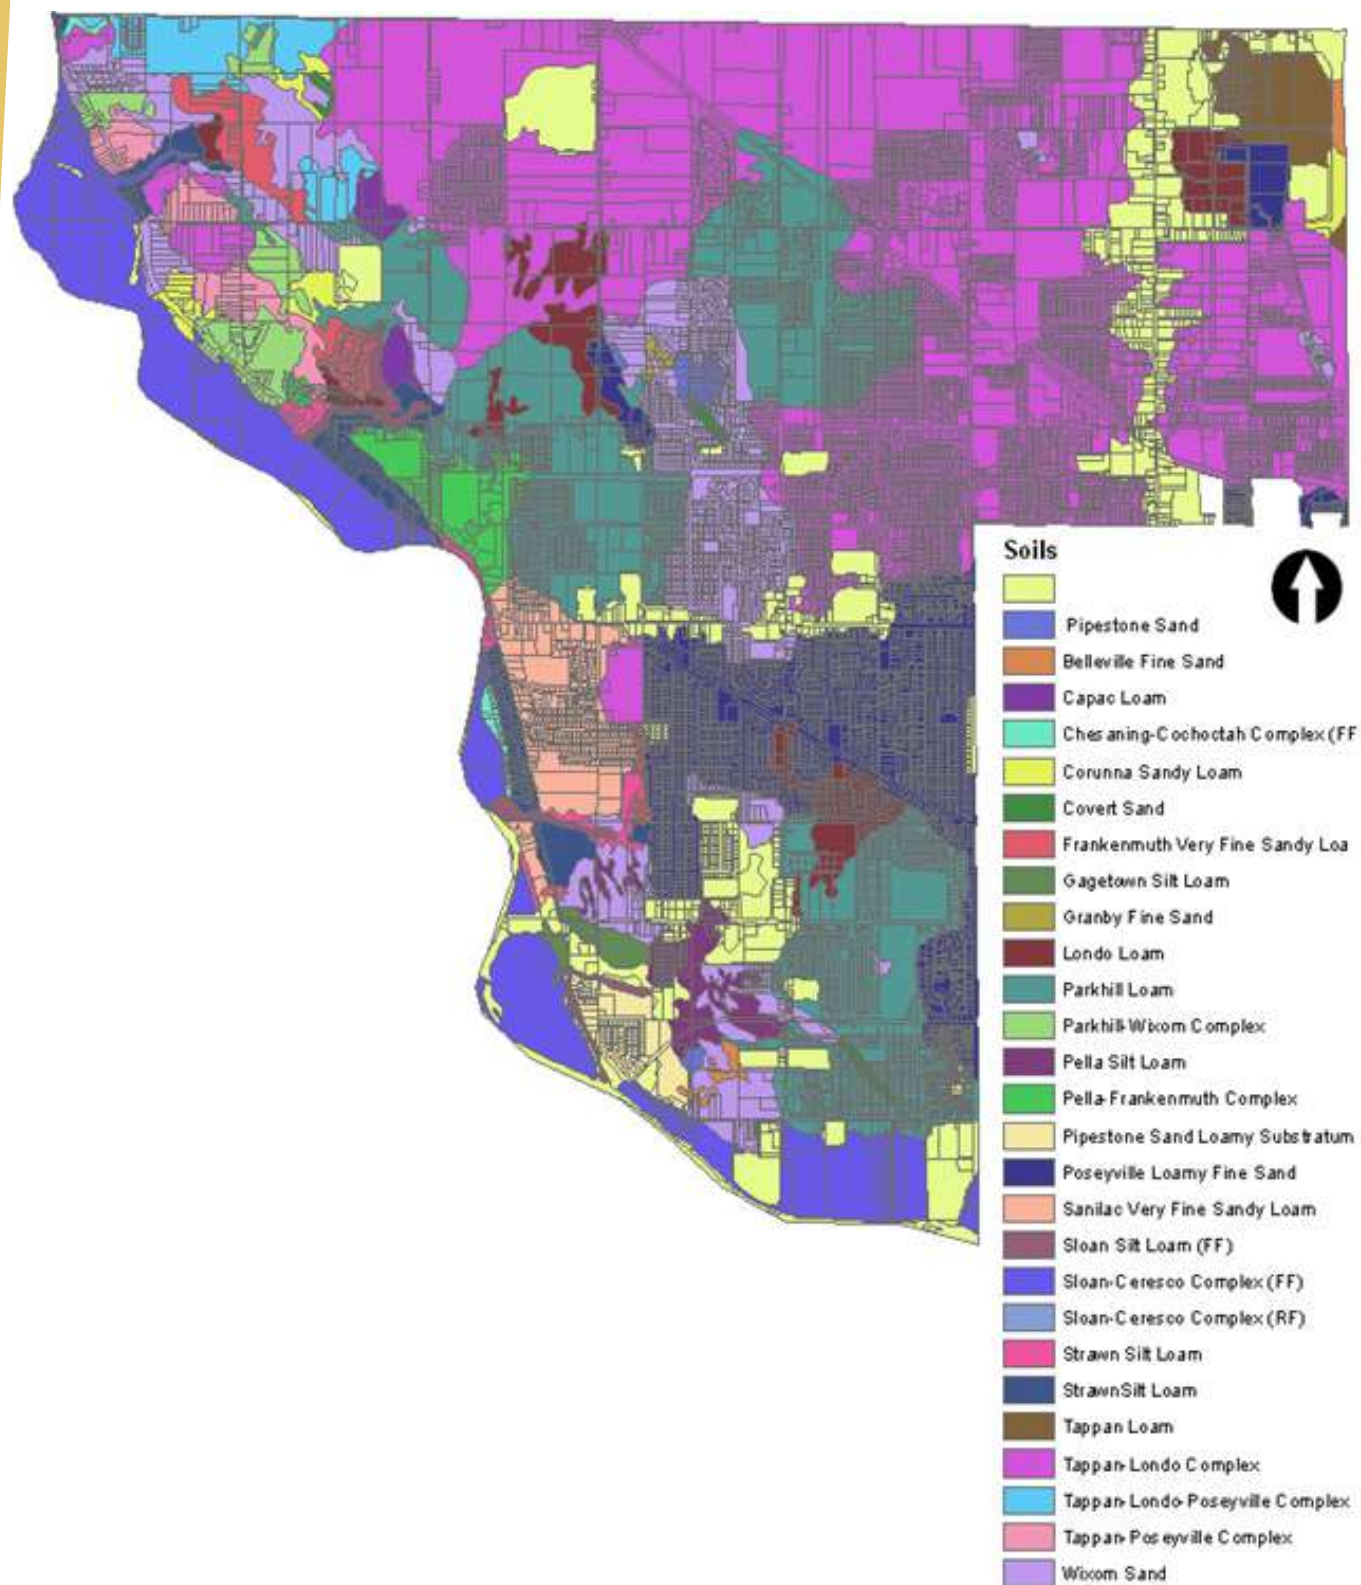 Soils
Pipestone Sand
Belleville Fine Sand
Capac Loam
Chesaning-Cochoctah Complex (FF
Corunna Sandy Loam
Covert Sand
Frankenmuth Very Fine Sandy Loa
Gagetown Silt Loam
Granby Fine Sand
Londo Loam
Parkhill Loam
Parkhill-Wixom Complex
Pella Silt Loam
Pella-Frankenmuth Complex
Pipestone Sand Loamy Substratum
Poseyville Loamy Fine Sand
Sanilac Very Fine Sandy Loam
Sloan Silt Loam (FF)
Sloan-Ceresco Complex (FF)
Sloan-Ceresco Complex (RF)
Strawn Silt Loam
StrawnSilt Loam
Tappan Loam
Tappan-Londo Complex
Tappan-Londo-Poseyville Complex
Tappan-Poseyville Complex
Wixom Sand